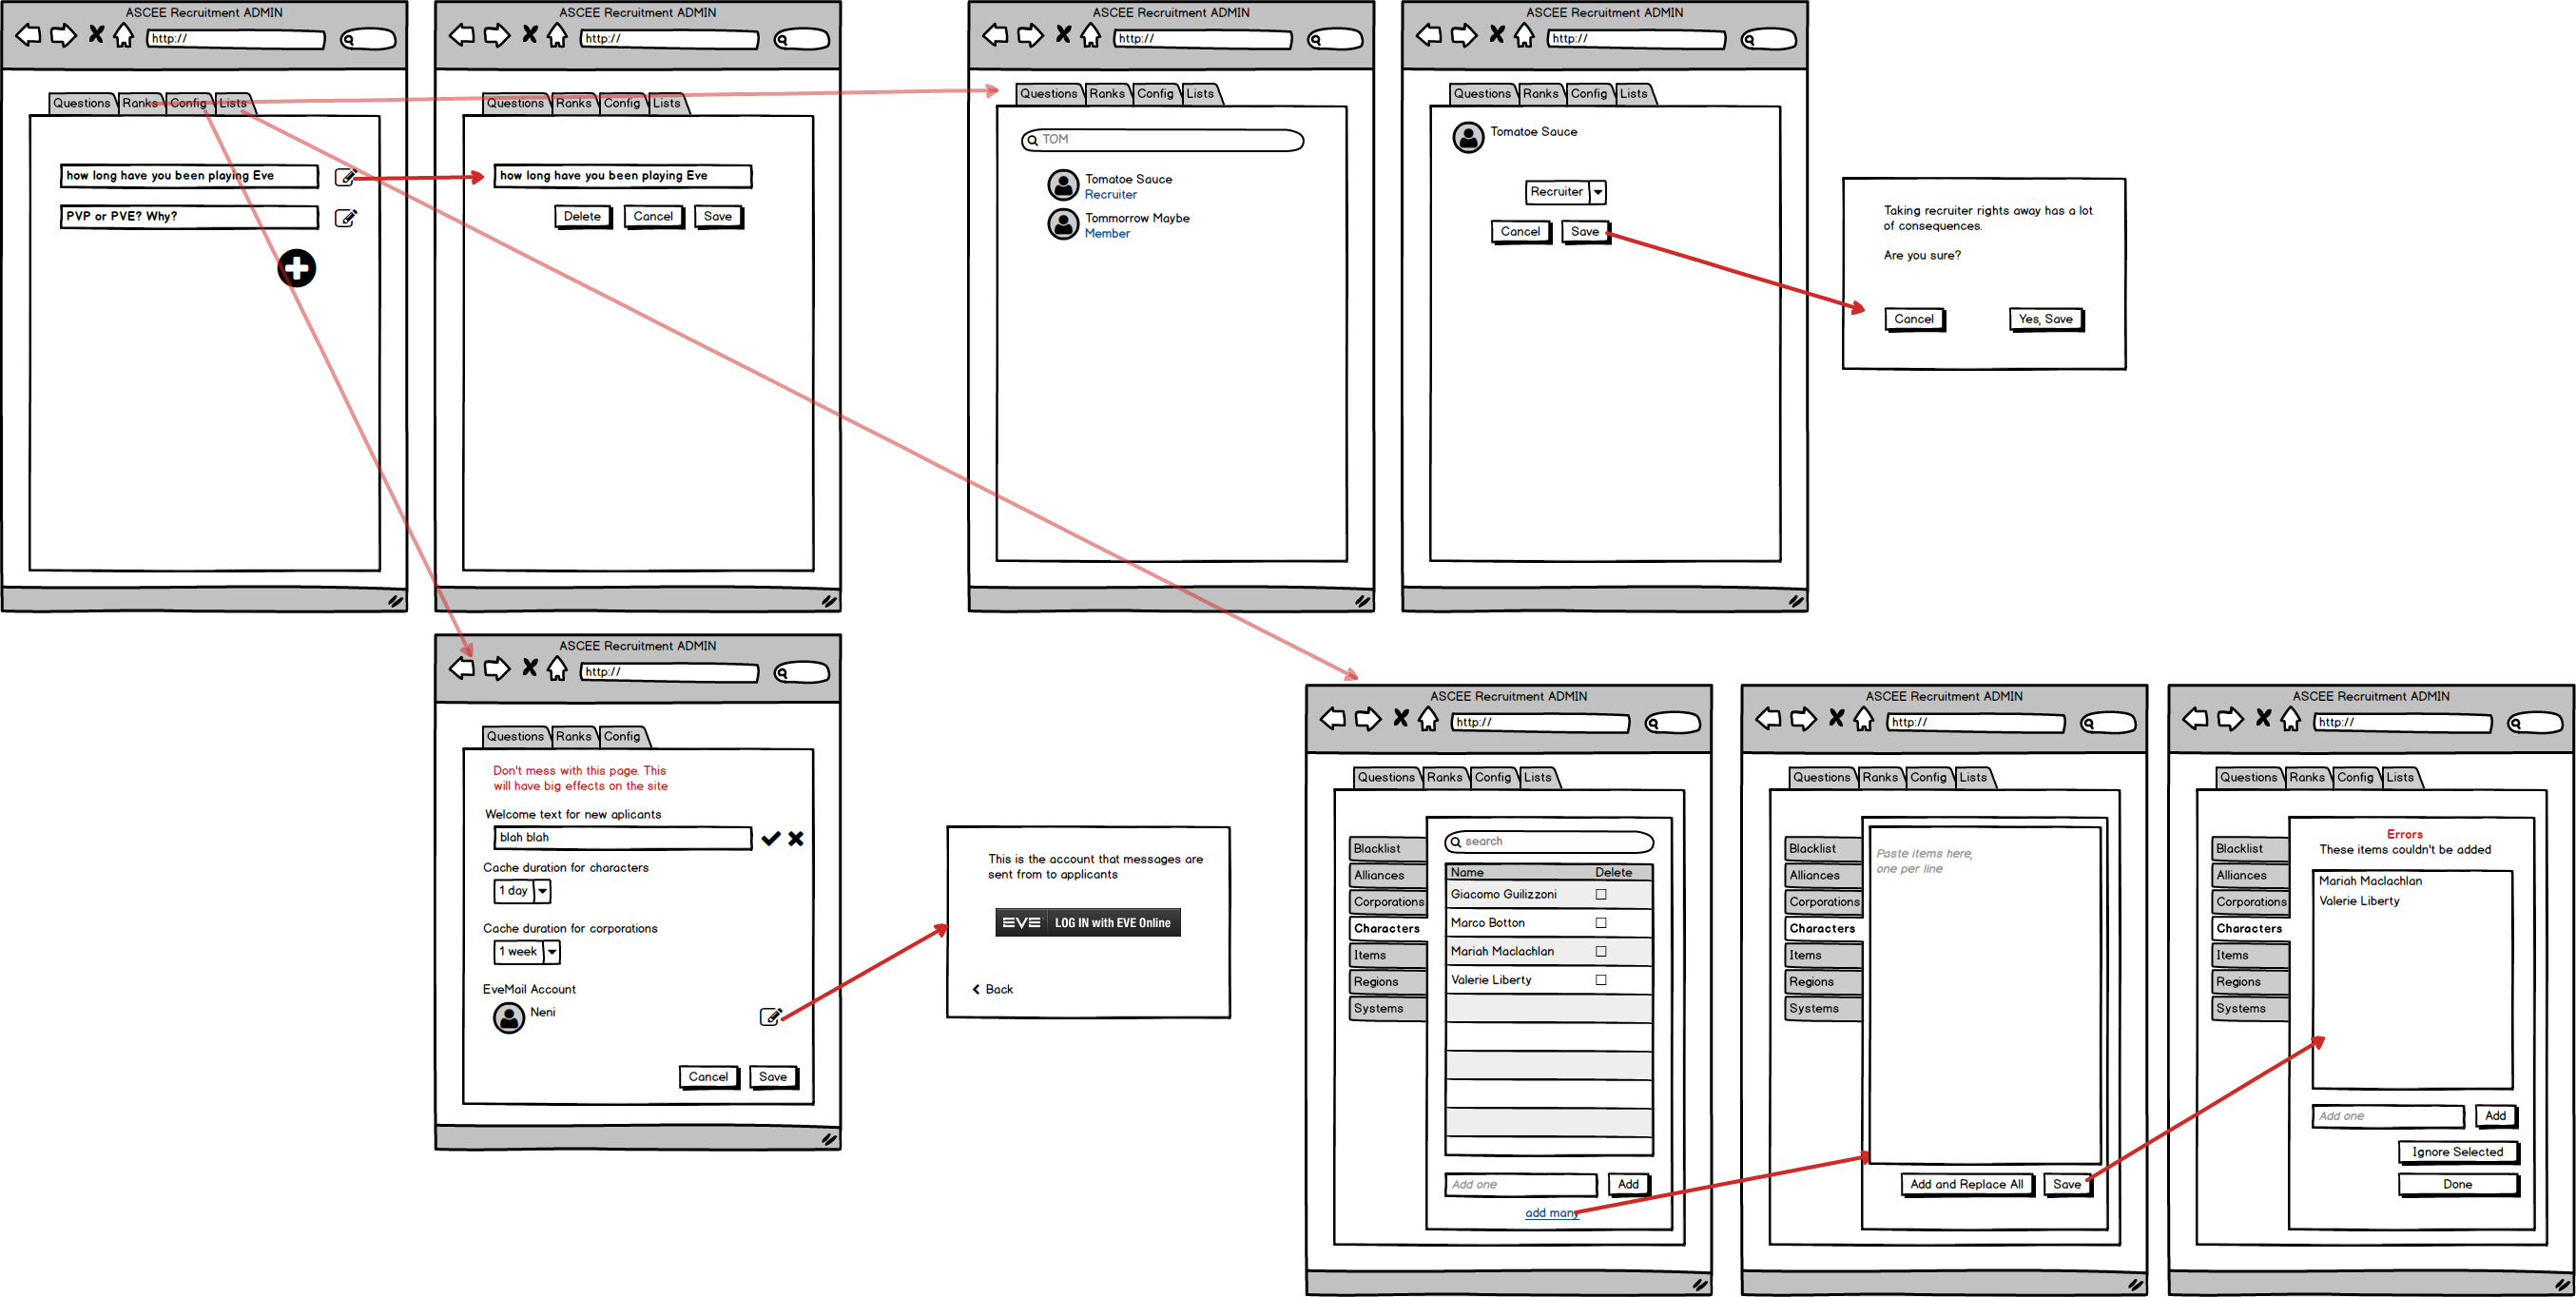 ASCEE Recruitment ADMIN
http://
Questions Ranks Config Lists
how long have you been playing Eve
PVP or PVE? Why?
ASCEE Recruitment ADMIN
http://
Questions Ranks Config Lists
how long have you been playing Eve
Delete Cancel Save
ASCEE Recruitment ADMIN
http://
Questions Ranks Config Lists
TOM
Tomatoe Sauce
Recruiter
Tommorrow Maybe
Member
ASCEE Recruitment ADMIN
http://
Questions Ranks Config Lists
Tomatoe Sauce
Recruiter
Cancel Save
Taking recruiter rights away has a lot
of consequences.
Are you sure?
Cancel Yes, Save
ASCEE Recruitment ADMIN
http://
Questions Ranks Config
Don't mess with this page. This
will have big effects on the site
Welcome text for new aplicants
blah blah
Cache duration for characters
1 day
Cache duration for corporations
1 week
EveMail Account
Neni
Cancel Save
This is the account that messages are
sent from to applicants
EVE LOG IN with EVE Online
Back
ASCEE Recruitment ADMIN
http://
Questions Ranks Config Lists
Blacklist
Alliances
Corporations
Characters
Items
Regions
Systems
search
Name Delete
Giacomo Guilizzoni
Marco Botton
Mariah Maclachlan
Valerie Liberty
Add one Add
add many
ASCEE Recruitment ADMIN
http://
Questions Ranks Config Lists
Blacklist
Alliances
Corporations
Characters
Items
Regions
Systems
Paste items here,
one per line
Add and Replace All Save
ASCEE Recruitment ADMIN
http://
Questions Ranks Config Lists
Blacklist
Alliances
Corporations
Characters
Items
Regions
Systems
Errors
These items couldn't be added
Mariah Maclachlan
Valerie Liberty
Add one Add
Ignore Selected
Done